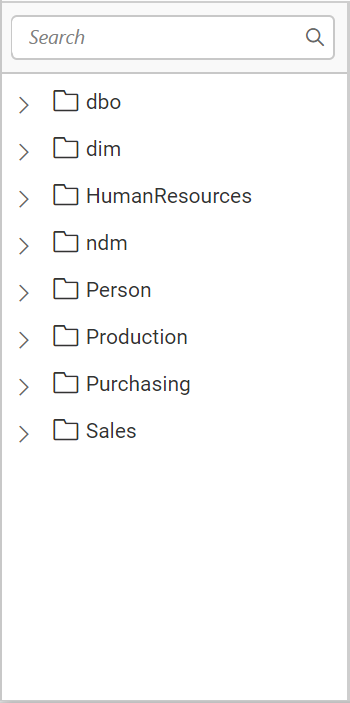 Search
dbo
dim
HumanResources
ndm
Person
Production
Purchasing
Sales